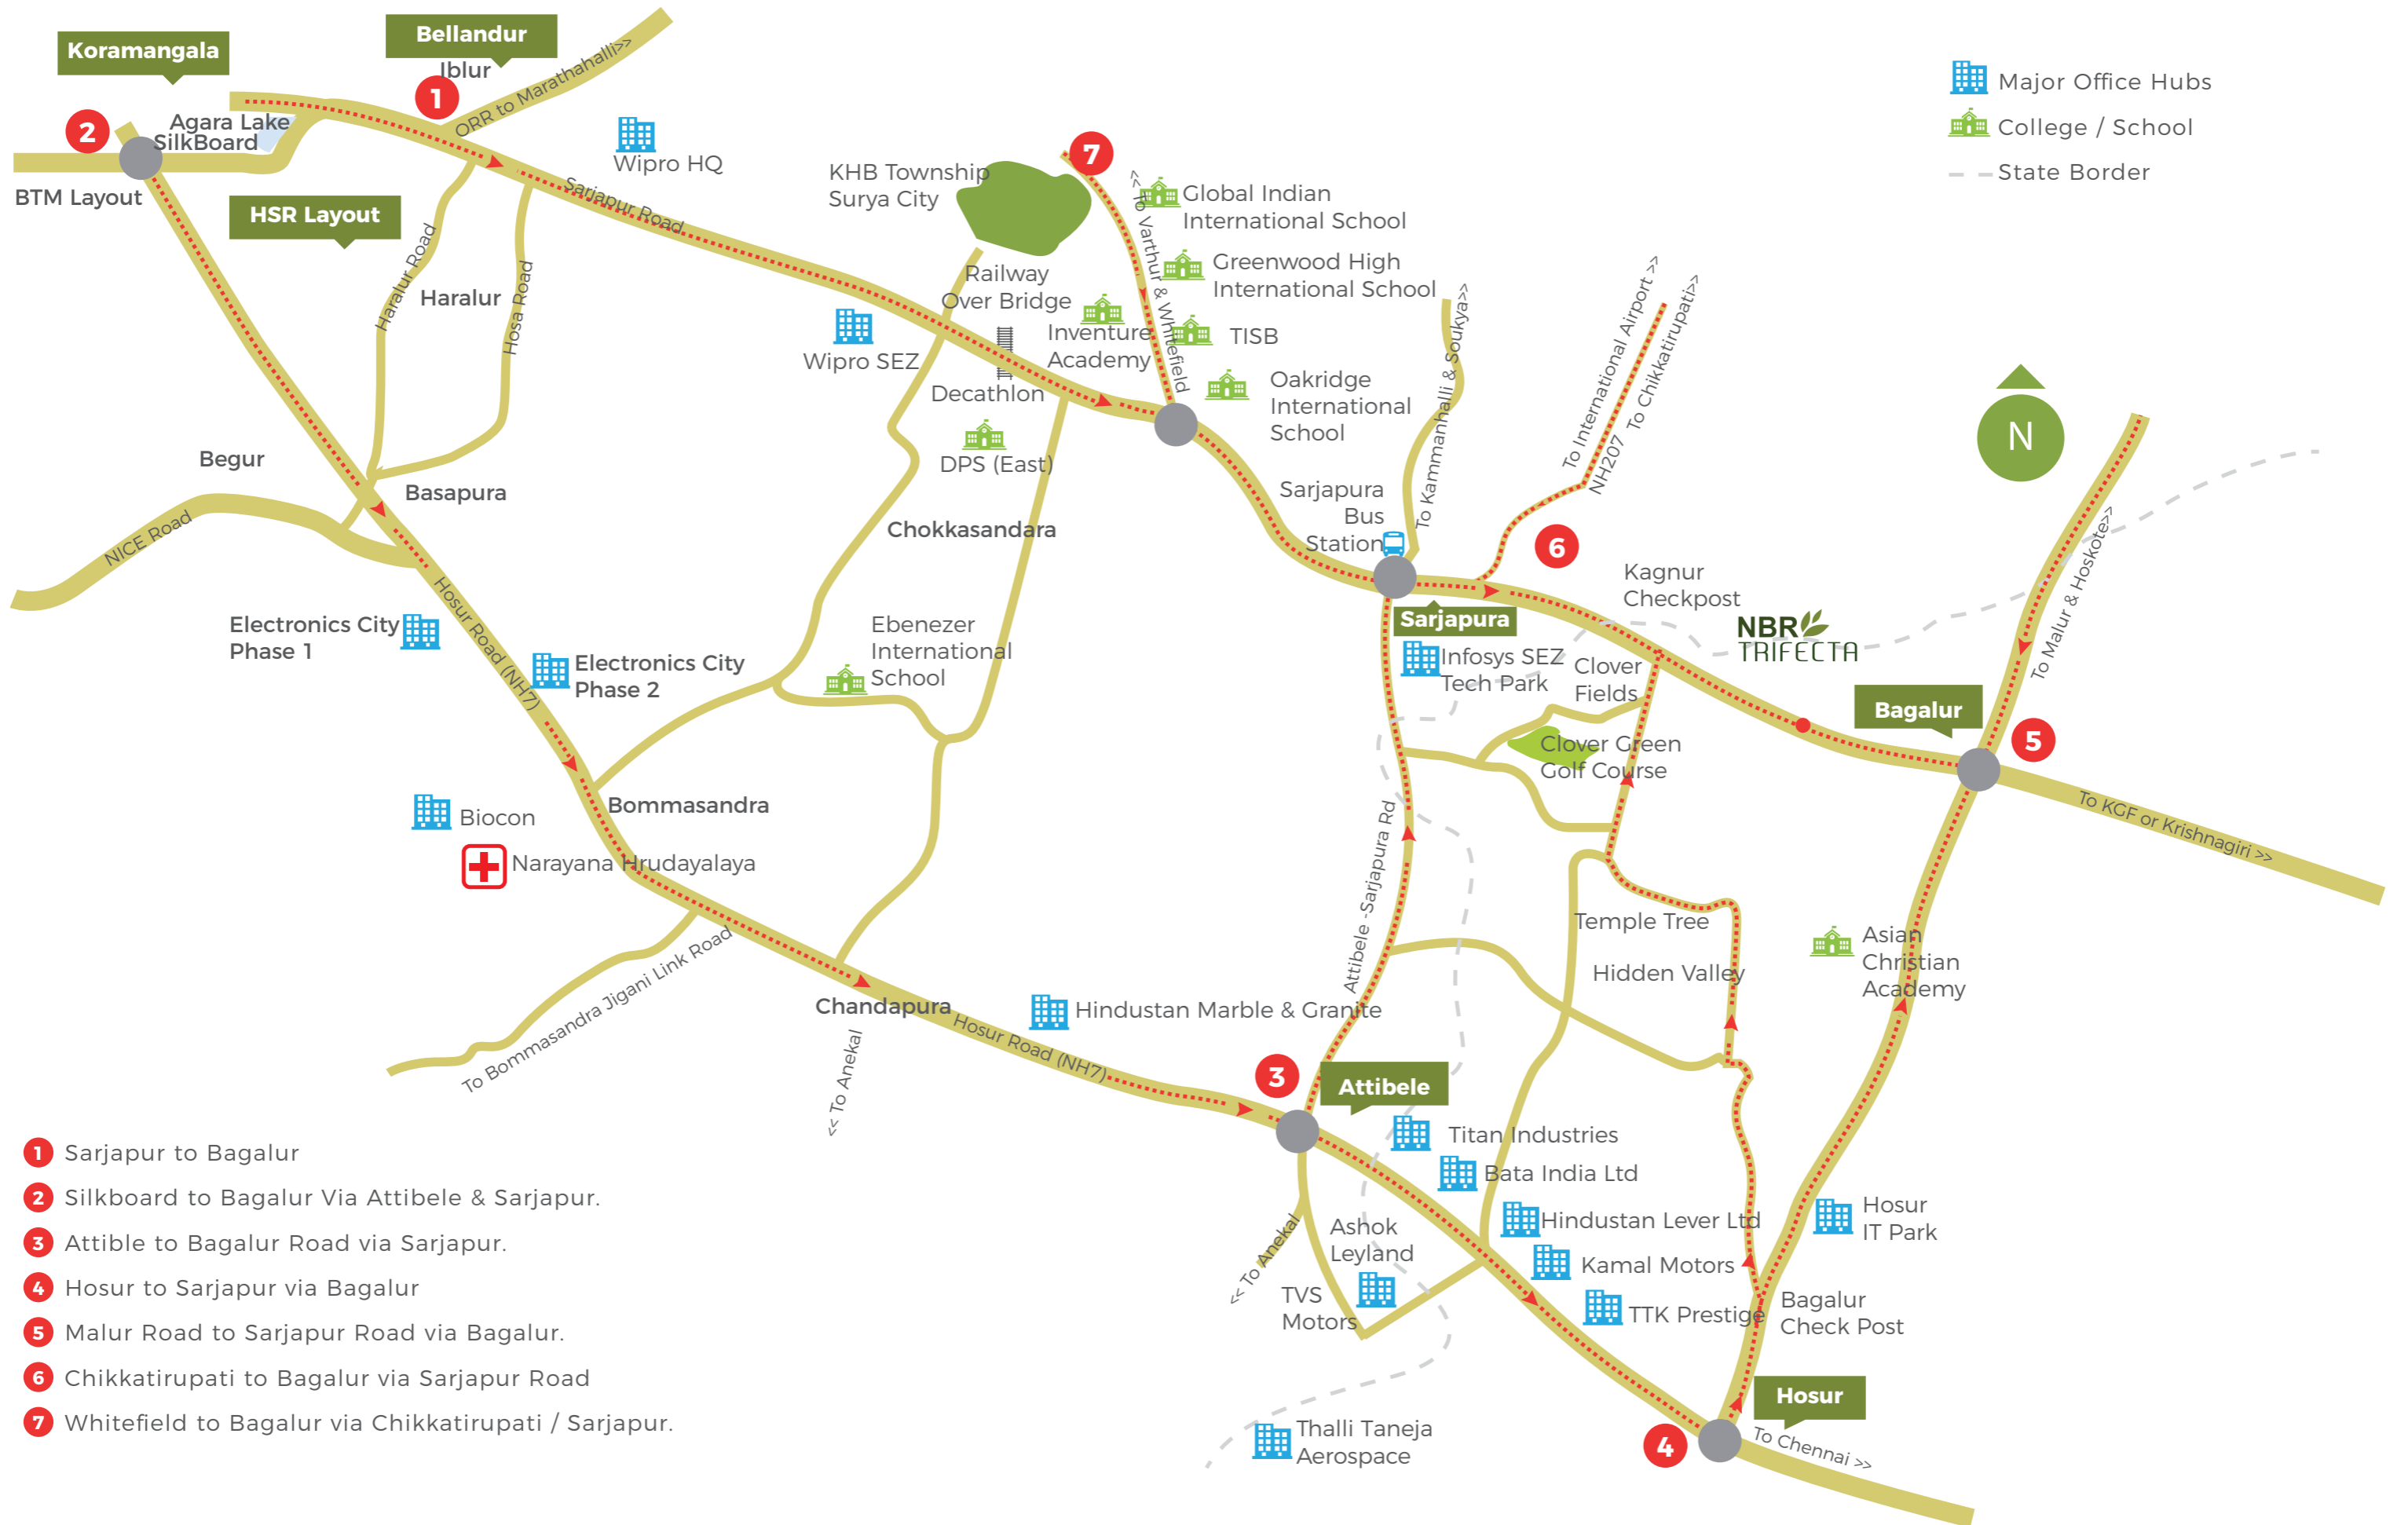 Koramangala
Bellandur
Iblur
1
ORR to Marathahalli>>
2
Agara Lake
SilkBoard
BTM Layout
HSR Layout
Wipro HQ
Sarjapur Road
Haralur Road
Haralur
Hosa Road
KHB Township
Surya City
7
<< To Varthur & Whitefield
Global Indian
International School
Greenwood High
International School
Railway
Over Bridge
Inventure
Academy
TISB
Wipro SEZ
Decathlon
Oakridge
International
School
DPS (East)
To Kammanhalli & Soukya>>
To International Airport >>
NH207   To Chikkatirupati>>
Major Office Hubs
College / School
State Border
N
Begur
Basapura
NICE Road
Chokkasandara
Sarjapura
Bus
Station
6
Kagnur
Checkpost
NBR
TRIFECTA
To Malur & Hoskote>>
Electronics City
Phase 1
Hosur Road (NH7)
Electronics City
Phase 2
Ebenezer
International
School
Sarjapura
Infosys SEZ
Tech Park
Clover
Fields
Clover Green
Golf Course
Bagalur
5
To KGF or Krishnagiri >>
Biocon
Bommasandra
Narayana Hrudayalaya
Attibele -Sarjapura Rd
Temple Tree
Hidden Valley
Asian
Christian
Academy
To Bommasandra Jigani Link Road
Chandapura
<< To Anekal
Hosur Road (NH7)
Hindustan Marble & Granite
3
Attibele
Titan Industries
Bata India Ltd
Hindustan Lever Ltd
Kamal Motors
TTK Prestige
Hosur
IT Park
Bagalur
Check Post
<< To Anekal
Ashok
Leyland
TVS
Motors
Thalli Taneja
Aerospace
4
Hosur
To Chennai >>
1 Sarjapur to Bagalur
2 Silkboard to Bagalur Via Attibele & Sarjapur.
3 Attible to Bagalur Road via Sarjapur.
4 Hosur to Sarjapur via Bagalur
5 Malur Road to Sarjapur Road via Bagalur.
6 Chikkatirupati to Bagalur via Sarjapur Road
7 Whitefield to Bagalur via Chikkatirupati / Sarjapur.